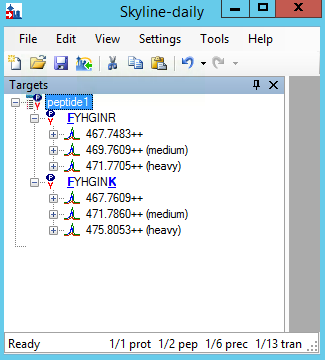 Skyline-daily
File Edit View Settings Tools Help
Targets
peptide1
FYHGINR
467.7483++
469.7609++ (medium)
471.7705++ (heavy)
FYHGINK
467.7609++
471.7860++ (medium)
475.8053++ (heavy)
Ready 1/1 prot 1/2 pep 1/6 prec 1/13 tran